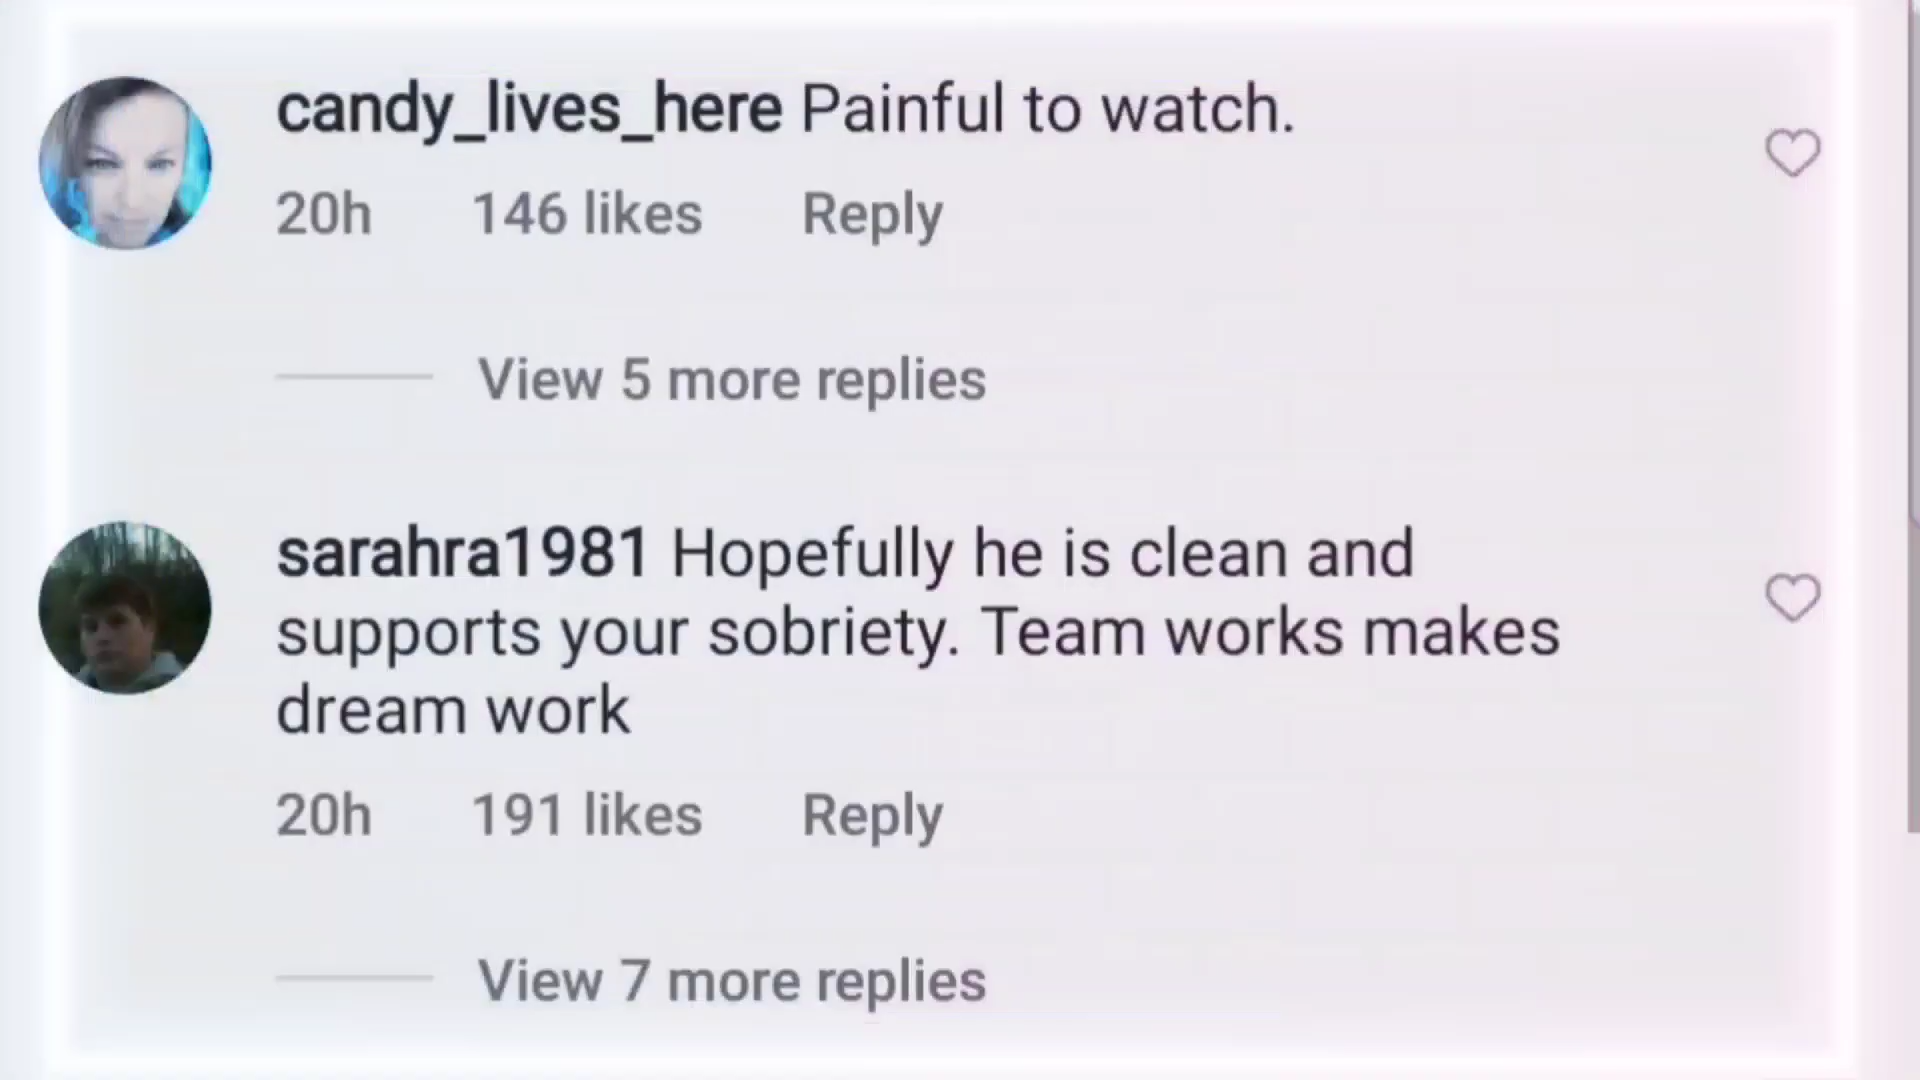 candy_lives_here Painful to watch.
20h 146 likes Reply
View 5 more replies
sarahra1981 Hopefully he is clean and
supports your sobriety. Team works makes
dream work
20h 191 likes Reply
View 7 more replies